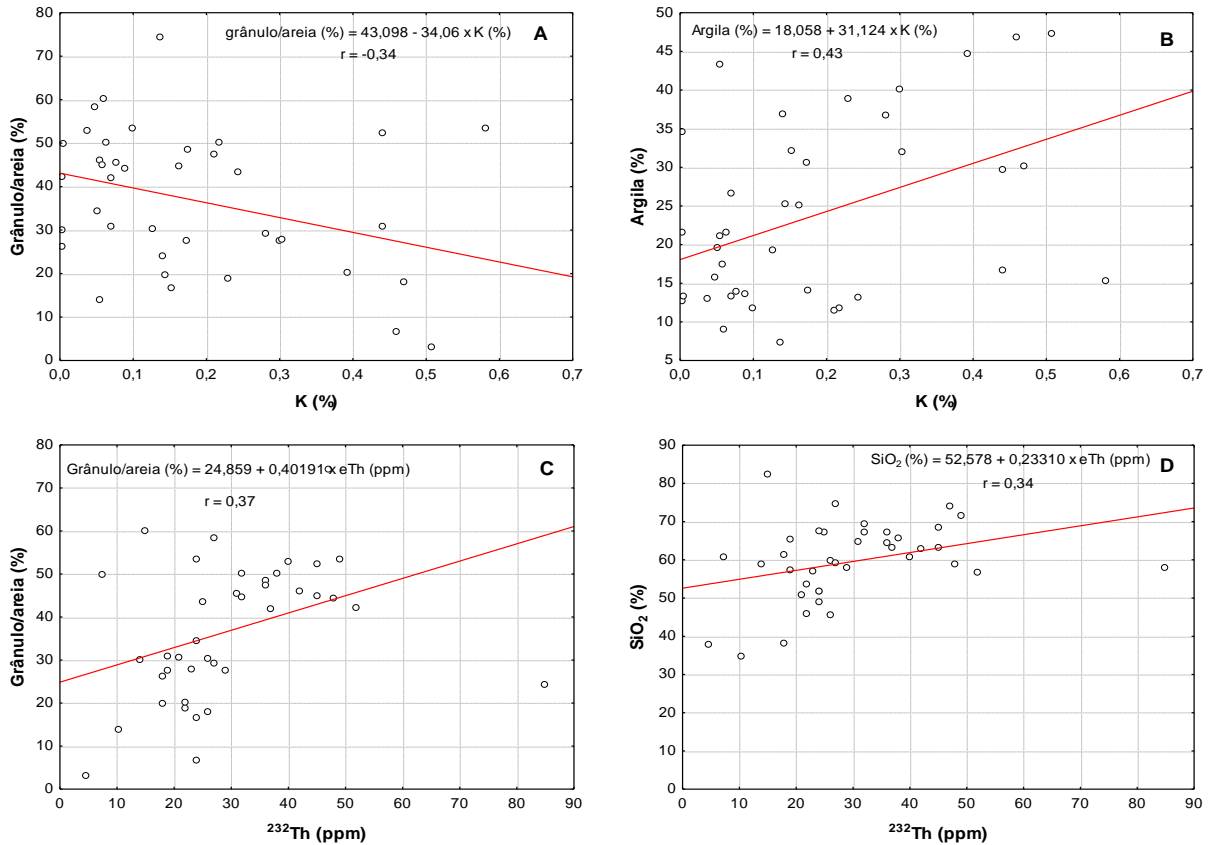 grânulo/areia (%) = 43,098 - 34,06 x K (%)
A
r = -0,34
Grânulo/areia (%)
80
70
60
50
40
30
20
10
0
0,0 0,1 0,2 0,3 0,4 0,5 0,6 0,7
K (%)
Argila (%) = 18,058 + 31,124 x K (%)
B
r = 0,43
Argila (%)
50
45
40
35
30
25
20
15
10
5
0,0 0,1 0,2 0,3 0,4 0,5 0,6 0,7
K (%)
Grânulo/areia (%) = 24,859 + 0,40191 x eTh (ppm)
C
r = 0,37
Grânulo/areia (%)
80
70
60
50
40
30
20
10
0
0 10 20 30 40 50 60 70 80 90
²³²Th (ppm)
SiO₂ (%) = 52,578 + 0,23310 x eTh (ppm)
D
r = 0,34
SiO₂ (%)
90
80
70
60
50
40
30
20
10
0
0 10 20 30 40 50 60 70 80 90
²³²Th (ppm)